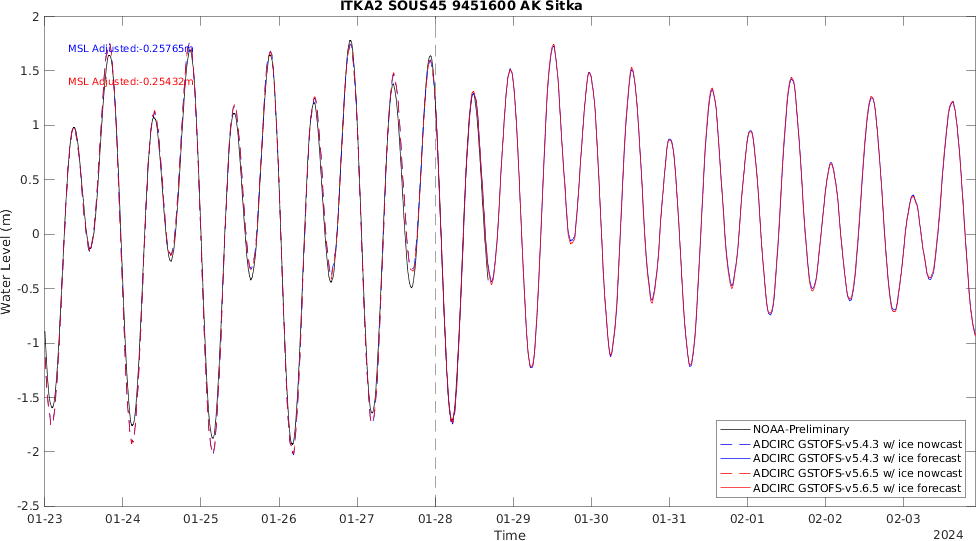 ITKA2 SOUS45 9451600 AK Sitka
MSL Adjusted:-0.25765m
MSL Adjusted:-0.25432m
Water Level (m)
2
1.5
1
0.5
0
-0.5
-1
-1.5
-2
-2.5
NOAA-Preliminary
ADCIRC GSTOFS-v5.4.3 w/ ice nowcast
ADCIRC GSTOFS-v5.4.3 w/ ice forecast
ADCIRC GSTOFS-v5.6.5 w/ ice nowcast
ADCIRC GSTOFS-v5.6.5 w/ ice forecast
01-23 01-24 01-25 01-26 01-27 01-28 01-29 01-30 01-31 02-01 02-02 02-03
Time
2024